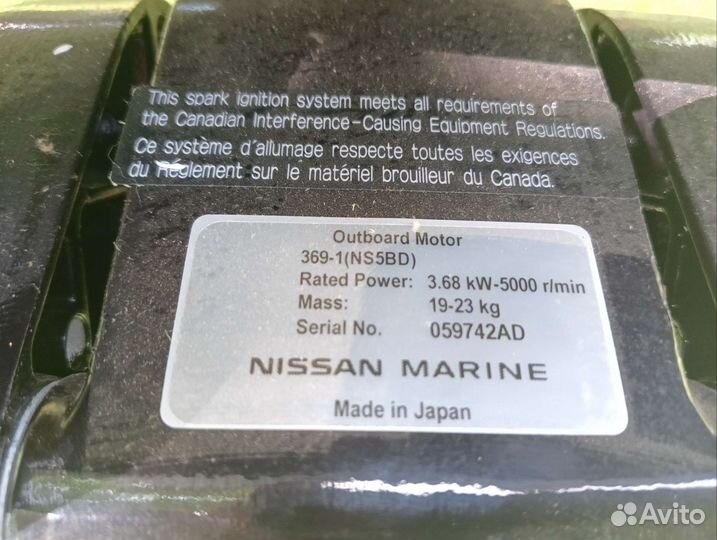 This spark ignition system meets all requirements of
the Canadian Interference-Causing Equipment Regulations.
Ce système d'allumage respecte toutes les exigences
du Règlement sur le matériel brouilleur du Canada.
Outboard Motor
369-1(NS5BD)
Rated Power: 3.68 kW-5000 r/min
Mass: 19-23 kg
Serial No. 059742AD
NISSAN MARINE
Made in Japan
Avito